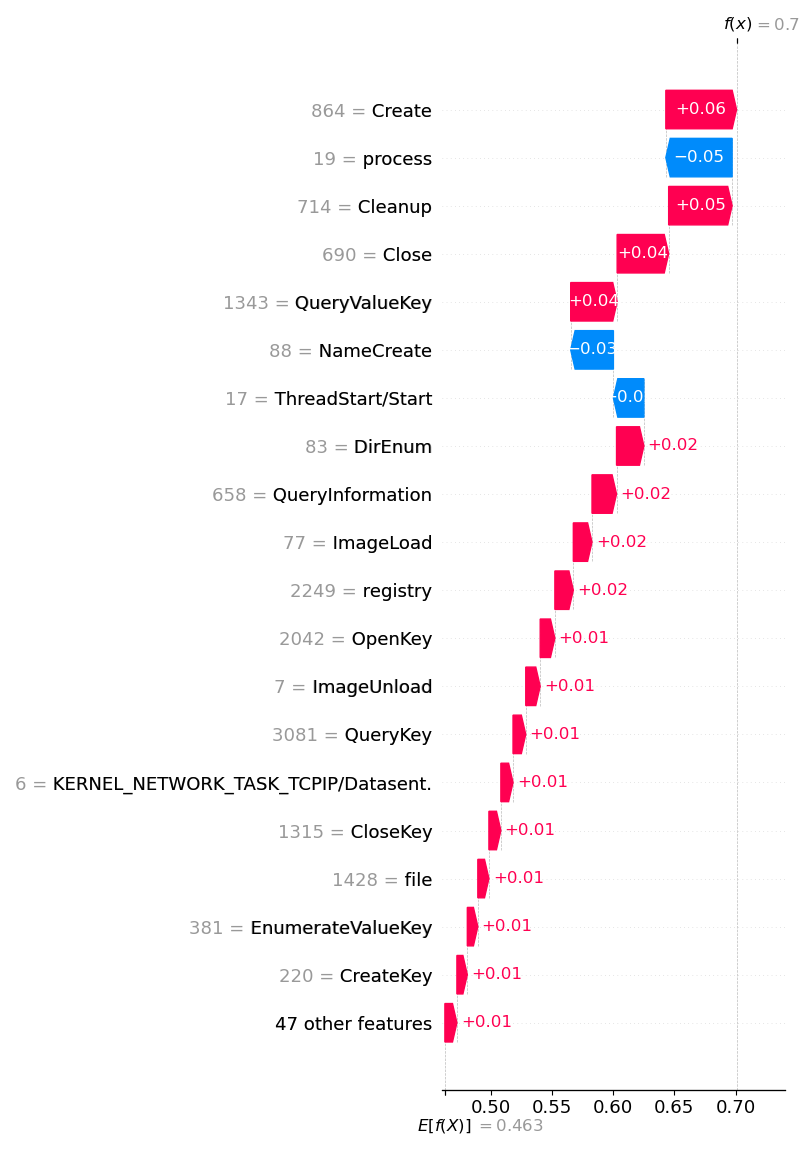 f(x) = 0.7
864 = Create +0.06
19 = process −0.05
714 = Cleanup +0.05
690 = Close +0.04
1343 = QueryValueKey +0.04
88 = NameCreate −0.03
17 = ThreadStart/Start −0.0
83 = DirEnum +0.02
658 = QueryInformation +0.02
77 = ImageLoad +0.02
2249 = registry +0.02
2042 = OpenKey +0.01
7 = ImageUnload +0.01
3081 = QueryKey +0.01
6 = KERNEL_NETWORK_TASK_TCPIP/Datasent. +0.01
1315 = CloseKey +0.01
1428 = file +0.01
381 = EnumerateValueKey +0.01
220 = CreateKey +0.01
47 other features +0.01
0.50 0.55 0.60 0.65 0.70
E[f(X)] = 0.463